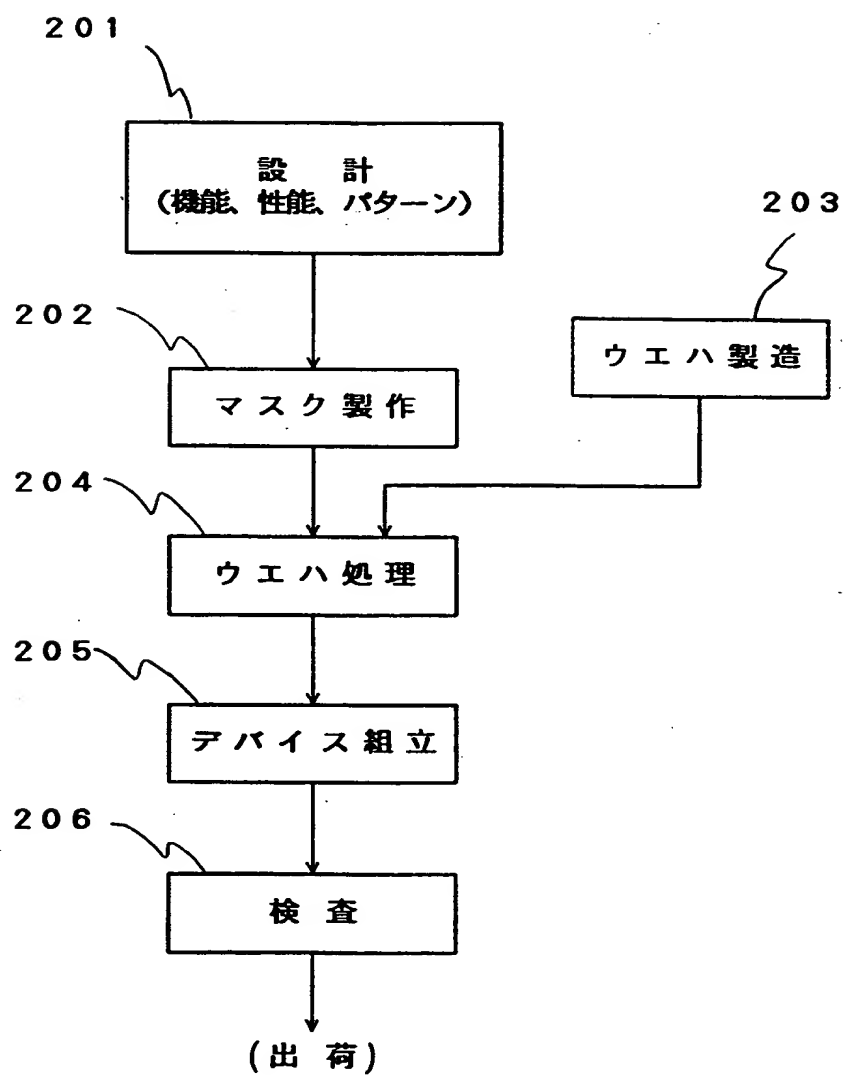 201
設計
(機能、性能、パターン)
203
202
ウエハ製造
マスク製作
204
ウエハ処理
205
デバイス組立
206
検査
(出荷)